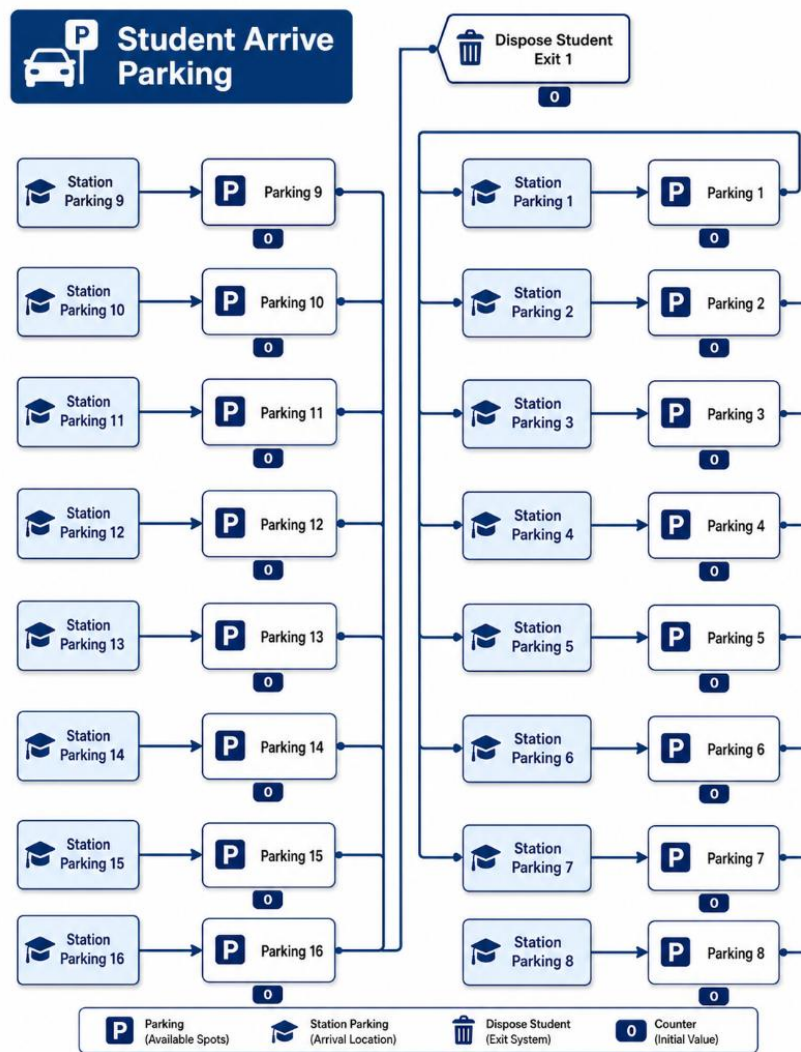 P
Student Arrive
Parking
Dispose Student
Exit 1
0
Station
Parking 9
P
Parking 9
0
Station
Parking 1
P
Parking 1
0
Station
Parking 10
P
Parking 10
0
Station
Parking 2
P
Parking 2
0
Station
Parking 11
P
Parking 11
0
Station
Parking 3
P
Parking 3
0
Station
Parking 12
P
Parking 12
0
Station
Parking 4
P
Parking 4
0
Station
Parking 13
P
Parking 13
0
Station
Parking 5
P
Parking 5
0
Station
Parking 14
P
Parking 14
0
Station
Parking 6
P
Parking 6
0
Station
Parking 15
P
Parking 15
0
Station
Parking 7
P
Parking 7
0
Station
Parking 16
P
Parking 16
0
Station
Parking 8
P
Parking 8
0
P
Parking
(Available Spots)
Station Parking
(Arrival Location)
Dispose Student
(Exit System)
0
Counter
(Initial Value)